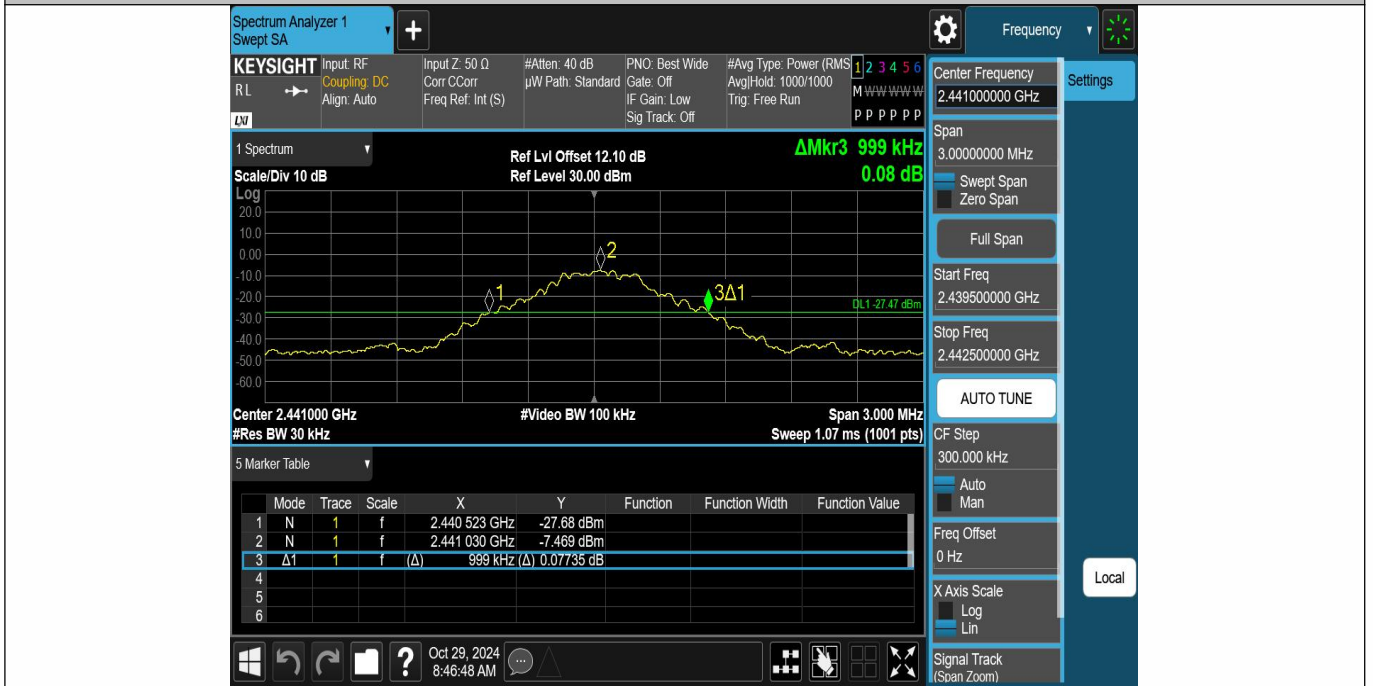 Spectrum Analyzer 1
Swept SA
+
Frequency
KEYSIGHT
RL
LXI
Input: RF
Coupling: DC
Align: Auto
Input Z: 50 Ω
Corr CCorr
Freq Ref: Int (S)
#Atten: 40 dB
µW Path: Standard
PNO: Best Wide
Gate: Off
IF Gain: Low
Sig Track: Off
#Avg Type: Power (RMS
Avg|Hold: 1000/1000
Trig: Free Run
1 2 3 4 5 6
M W W W W W
P P P P P P
1 Spectrum
Scale/Div 10 dB
Ref Lvl Offset 12.10 dB
Ref Level 30.00 dBm
ΔMkr3 999 kHz
0.08 dB
Log
20.0
10.0
0.00
-10.0
-20.0
-30.0
-40.0
-50.0
-60.0
1
2
3Δ1
DL1 -27.47 dBm
Center 2.441000 GHz
#Video BW 100 kHz
Span 3.000 MHz
#Res BW 30 kHz
Sweep 1.07 ms (1001 pts)
5 Marker Table
Mode Trace Scale X Y Function Function Width Function Value
1 N 1 f 2.440 523 GHz -27.68 dBm
2 N 1 f 2.441 030 GHz -7.469 dBm
3 Δ1 1 f (Δ) 999 kHz (Δ) 0.07735 dB
4
5
6
?
Oct 29, 2024
8:46:48 AM
Center Frequency
2.441000000 GHz
Settings
Span
3.00000000 MHz
Swept Span
Zero Span
Full Span
Start Freq
2.439500000 GHz
Stop Freq
2.442500000 GHz
AUTO TUNE
CF Step
300.000 kHz
Auto
Man
Freq Offset
0 Hz
X Axis Scale
Log
Lin
Local
Signal Track
(Span Zoom)